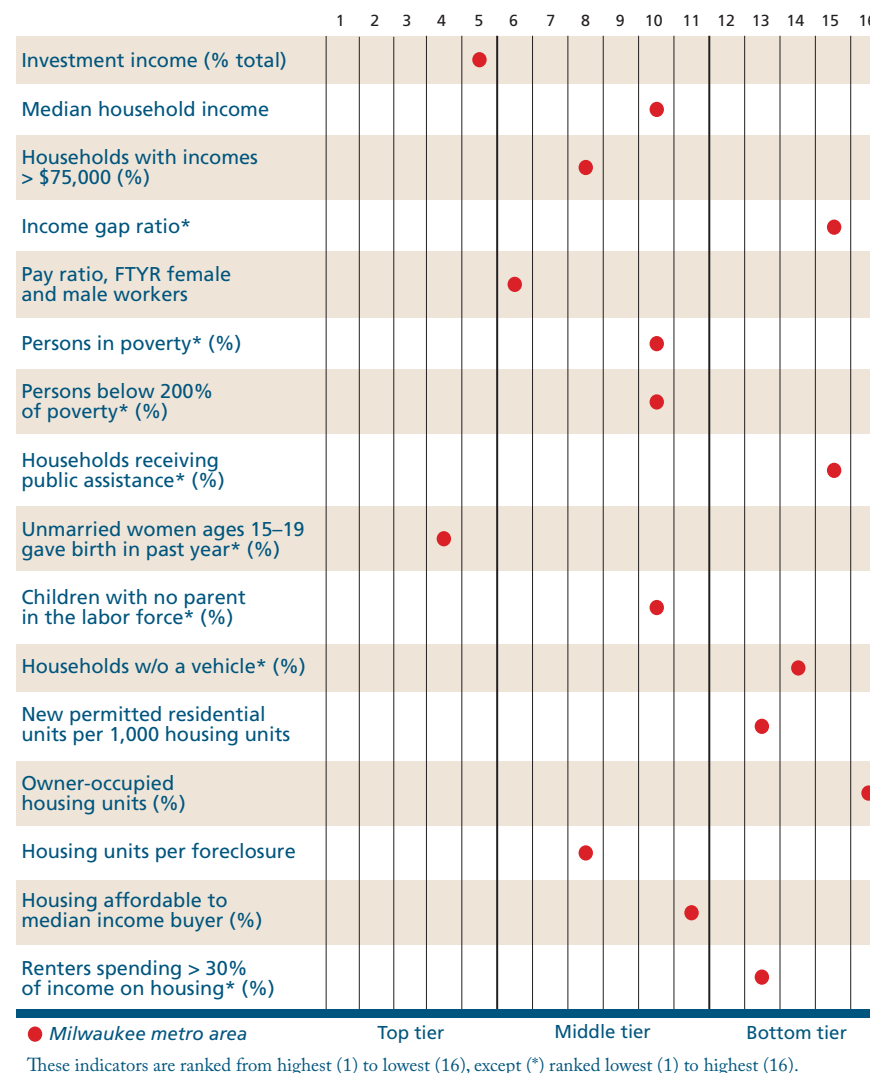 1 2 3 4 5 6 7 8 9 10 11 12 13 14 15 16
Investment income (% total)
Median household income
Households with incomes
> $75,000 (%)
Income gap ratio*
Pay ratio, FTYR female
and male workers
Persons in poverty* (%)
Persons below 200%
of poverty* (%)
Households receiving
public assistance* (%)
Unmarried women ages 15–19
gave birth in past year* (%)
Children with no parent
in the labor force* (%)
Households w/o a vehicle* (%)
New permitted residential
units per 1,000 housing units
Owner-occupied
housing units (%)
Housing units per foreclosure
Housing affordable to
median income buyer (%)
Renters spending > 30%
of income on housing* (%)
Milwaukee metro area Top tier Middle tier Bottom tier
These indicators are ranked from highest (1) to lowest (16), except (*) ranked lowest (1) to highest (16).